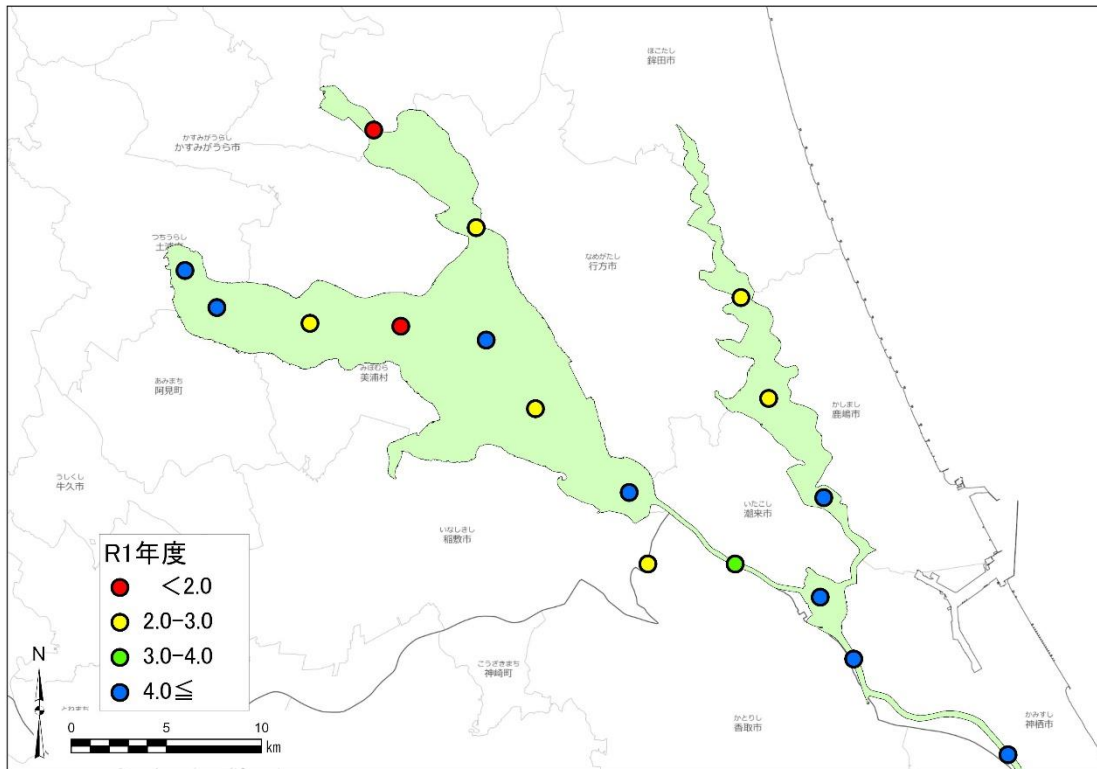 ほこたし
鉾田市
かすみがうらし
かすみがうら市
つちうらし
土浦市
なめがたし
行方市
みほむら
美浦村
あみまち
阿見町
かしまし
鹿嶋市
うしくし
牛久市
いたこし
潮来市
いなしきし
稲敷市
R1年度
<2.0
2.0-3.0
3.0-4.0
4.0≦
N
こうざきまち
神崎町
とねまち
かとりし
香取市
かみすし
神栖市
0 5 10
km